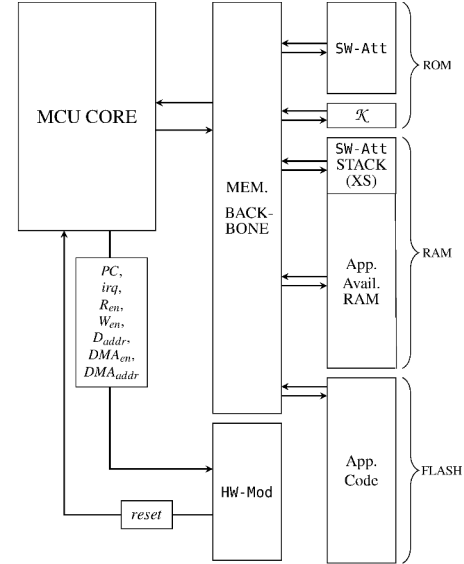 SW-Att
ROM
MCU CORE
𝒦
SW-Att
STACK
(XS)
MEM.
BACK-
BONE
RAM
PC,
irq,
R_en,
W_en,
D_addr,
DMA_en,
DMA_addr
App.
Avail.
RAM
App.
Code
FLASH
HW-Mod
reset